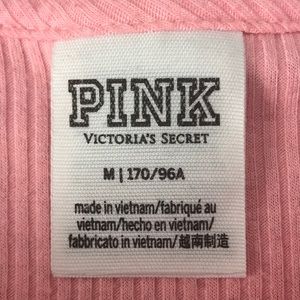 PINK
VICTORIA'S SECRET
M | 170/96A
made in vietnam/fabriqué au
vietnam/hecho en vietnam/
fabbricato in vietnam/越南制造